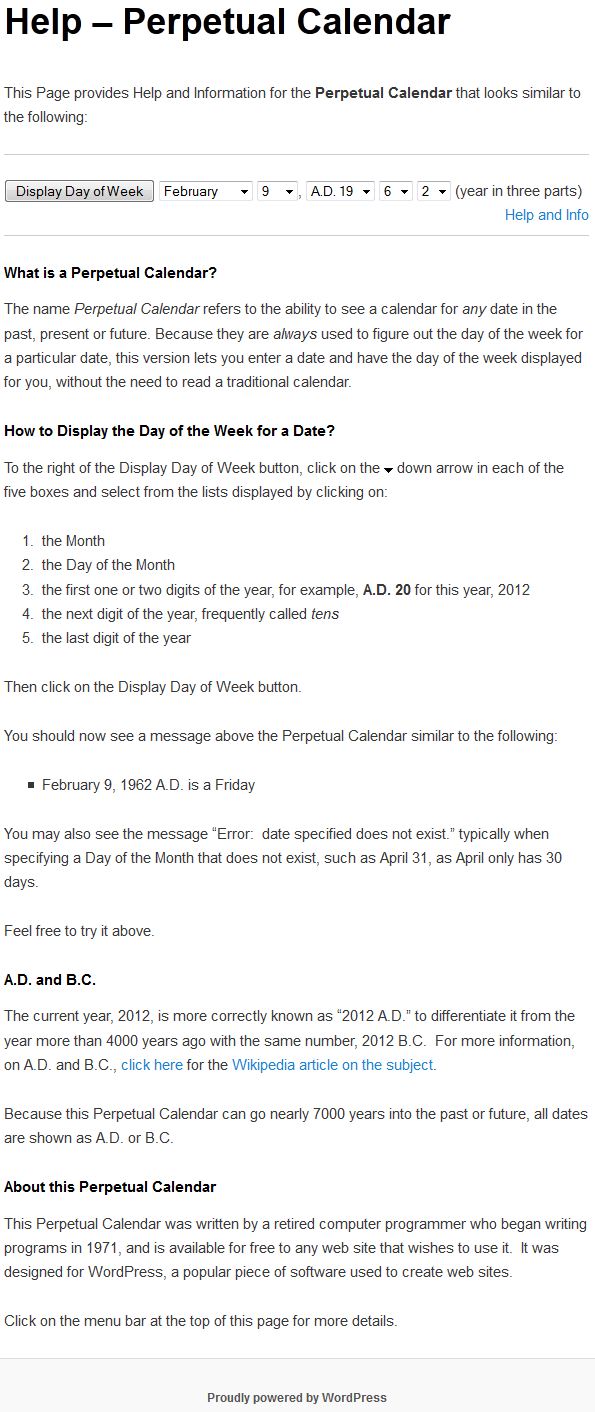 Help – Perpetual Calendar
This Page provides Help and Information for the Perpetual Calendar that looks similar to
the following:
Display Day of Week February 9 , A.D. 19 6 2 (year in three parts)
Help and Info
What is a Perpetual Calendar?
The name Perpetual Calendar refers to the ability to see a calendar for any date in the
past, present or future. Because they are always used to figure out the day of the week for
a particular date, this version lets you enter a date and have the day of the week displayed
for you, without the need to read a traditional calendar.
How to Display the Day of the Week for a Date?
To the right of the Display Day of Week button, click on the down arrow in each of the
five boxes and select from the lists displayed by clicking on:
1. the Month
2. the Day of the Month
3. the first one or two digits of the year, for example, A.D. 20 for this year, 2012
4. the next digit of the year, frequently called tens
5. the last digit of the year
Then click on the Display Day of Week button.
You should now see a message above the Perpetual Calendar similar to the following:
▪ February 9, 1962 A.D. is a Friday
You may also see the message “Error:  date specified does not exist.” typically when
specifying a Day of the Month that does not exist, such as April 31, as April only has 30
days.
Feel free to try it above.
A.D. and B.C.
The current year, 2012, is more correctly known as “2012 A.D.” to differentiate it from the
year more than 4000 years ago with the same number, 2012 B.C.  For more information,
on A.D. and B.C., click here for the Wikipedia article on the subject.
Because this Perpetual Calendar can go nearly 7000 years into the past or future, all dates
are shown as A.D. or B.C.
About this Perpetual Calendar
This Perpetual Calendar was written by a retired computer programmer who began writing
programs in 1971, and is available for free to any web site that wishes to use it.  It was
designed for WordPress, a popular piece of software used to create web sites.
Click on the menu bar at the top of this page for more details.
Proudly powered by WordPress